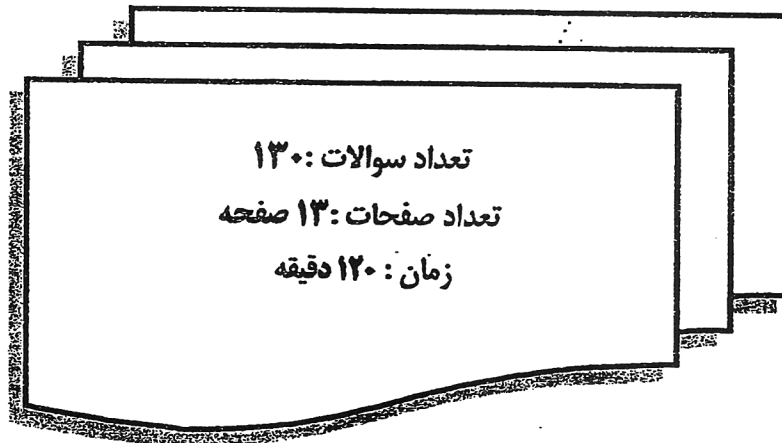 تعداد سوالات :۱۳۰
تعداد صفحات :۱۳ صفحه
زمان : ۱۲۰ دقیقه